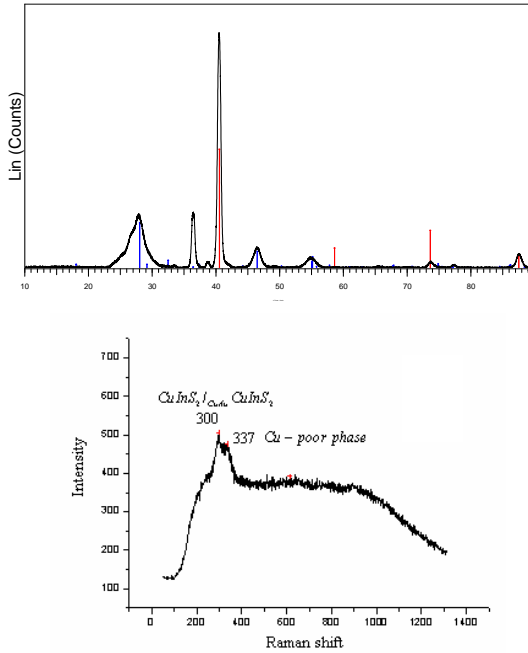 Lin (Counts)
10 20 30 40 50 60 70 80
700
CuInS₂ /CuAu CuInS₂
300
600
337 Cu – poor phase
500
400
300
200
100
Intensity
0 200 400 600 800 1000 1200 1400
Raman shift